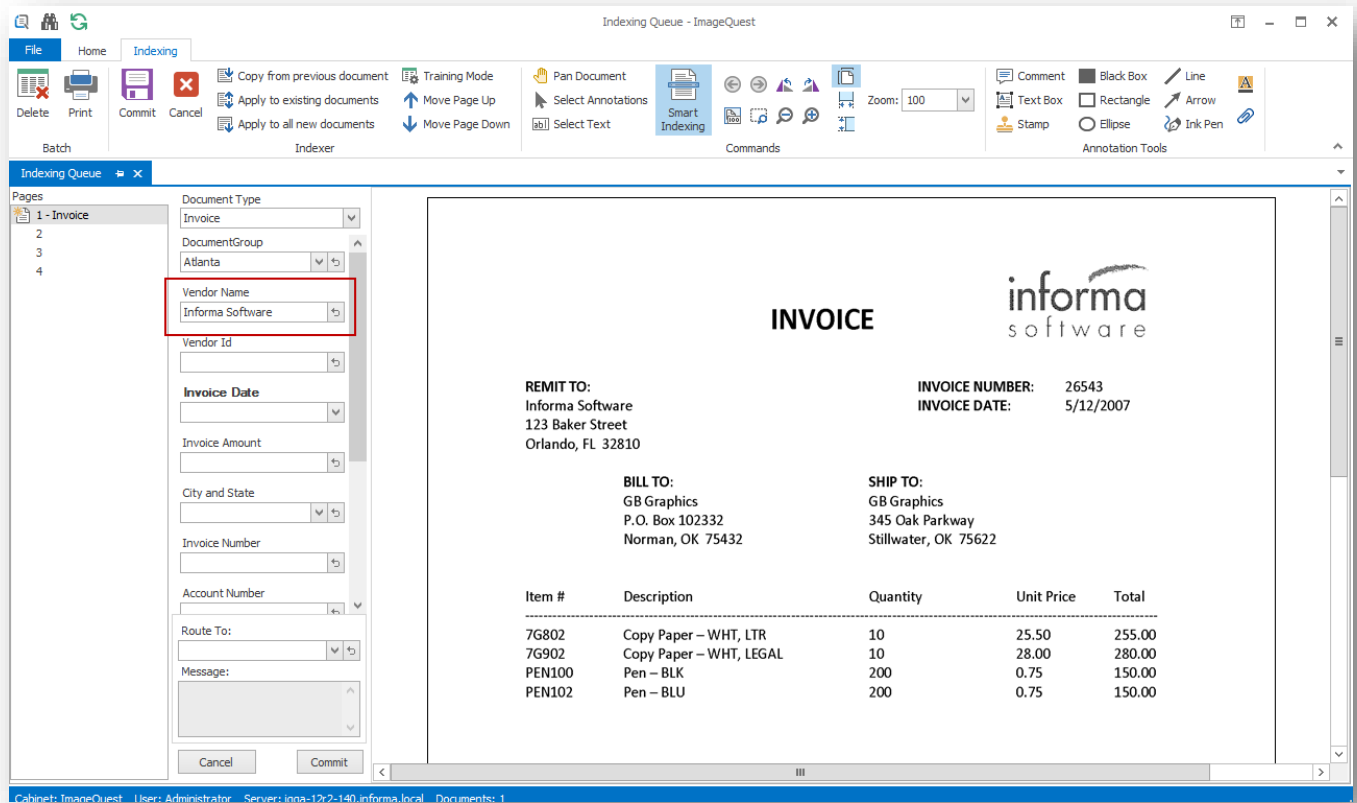 Indexing Queue - ImageQuest
File Home Indexing
Delete
Print
Batch
Commit
Cancel
Copy from previous document
Apply to existing documents
Apply to all new documents
Training Mode
Move Page Up
Move Page Down
Indexer
Pan Document
Select Annotations
Select Text
Smart
Indexing
Zoom: 100
Commands
Comment
Text Box
Stamp
Black Box
Rectangle
Ellipse
Line
Arrow
Ink Pen
Annotation Tools
Indexing Queue
Pages
1 - Invoice
2
3
4
Document Type
Invoice
DocumentGroup
Atlanta
Vendor Name
Informa Software
Vendor Id
Invoice Date
Invoice Amount
City and State
Invoice Number
Account Number
Route To:
Message:
Cancel Commit
INVOICE
informa
software
REMIT TO:
Informa Software
123 Baker Street
Orlando, FL 32810
INVOICE NUMBER: 26543
INVOICE DATE: 5/12/2007
BILL TO:
GB Graphics
P.O. Box 102332
Norman, OK 75432
SHIP TO:
GB Graphics
345 Oak Parkway
Stillwater, OK 75622
Item # Description Quantity Unit Price Total
7G802 Copy Paper – WHT, LTR 10 25.50 255.00
7G902 Copy Paper – WHT, LEGAL 10 28.00 280.00
PEN100 Pen – BLK 200 0.75 150.00
PEN102 Pen – BLU 200 0.75 150.00
Cabinet: ImageQuest User: Administrator Server: iqqa-12r2-140.informa.local Documents: 1